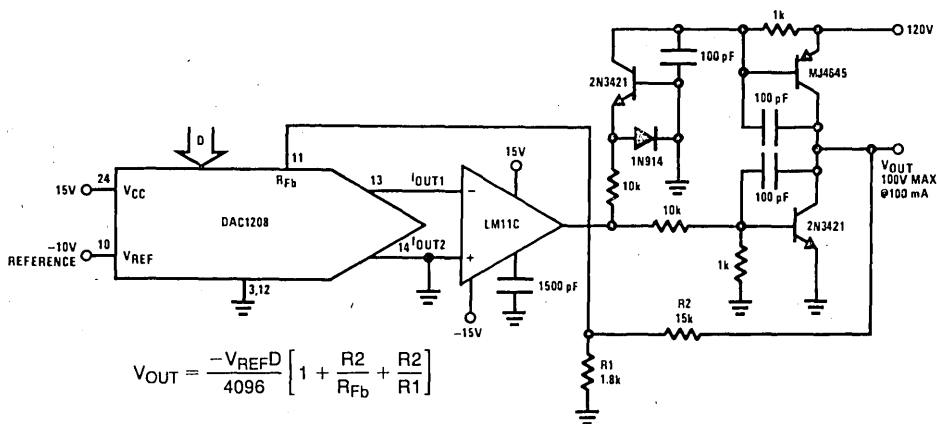 1k
120V
100 pF
2N3421
MJ4645
100 pF
D
1N914
11
RFb
15V
VOUT
100V MAX
@100 mA
24
VCC
13
IOUT1
−
15V
10k
100 pF
DAC1208
LM11C
10k
2N3421
−10V
REFERENCE
10
VREF
14
IOUT2
+
1k
3,12
1500 pF
−15V
R2
15k
R1
1.8k
VOUT = −VREFD / 4096 [1 + R2 / RFb + R2 / R1]